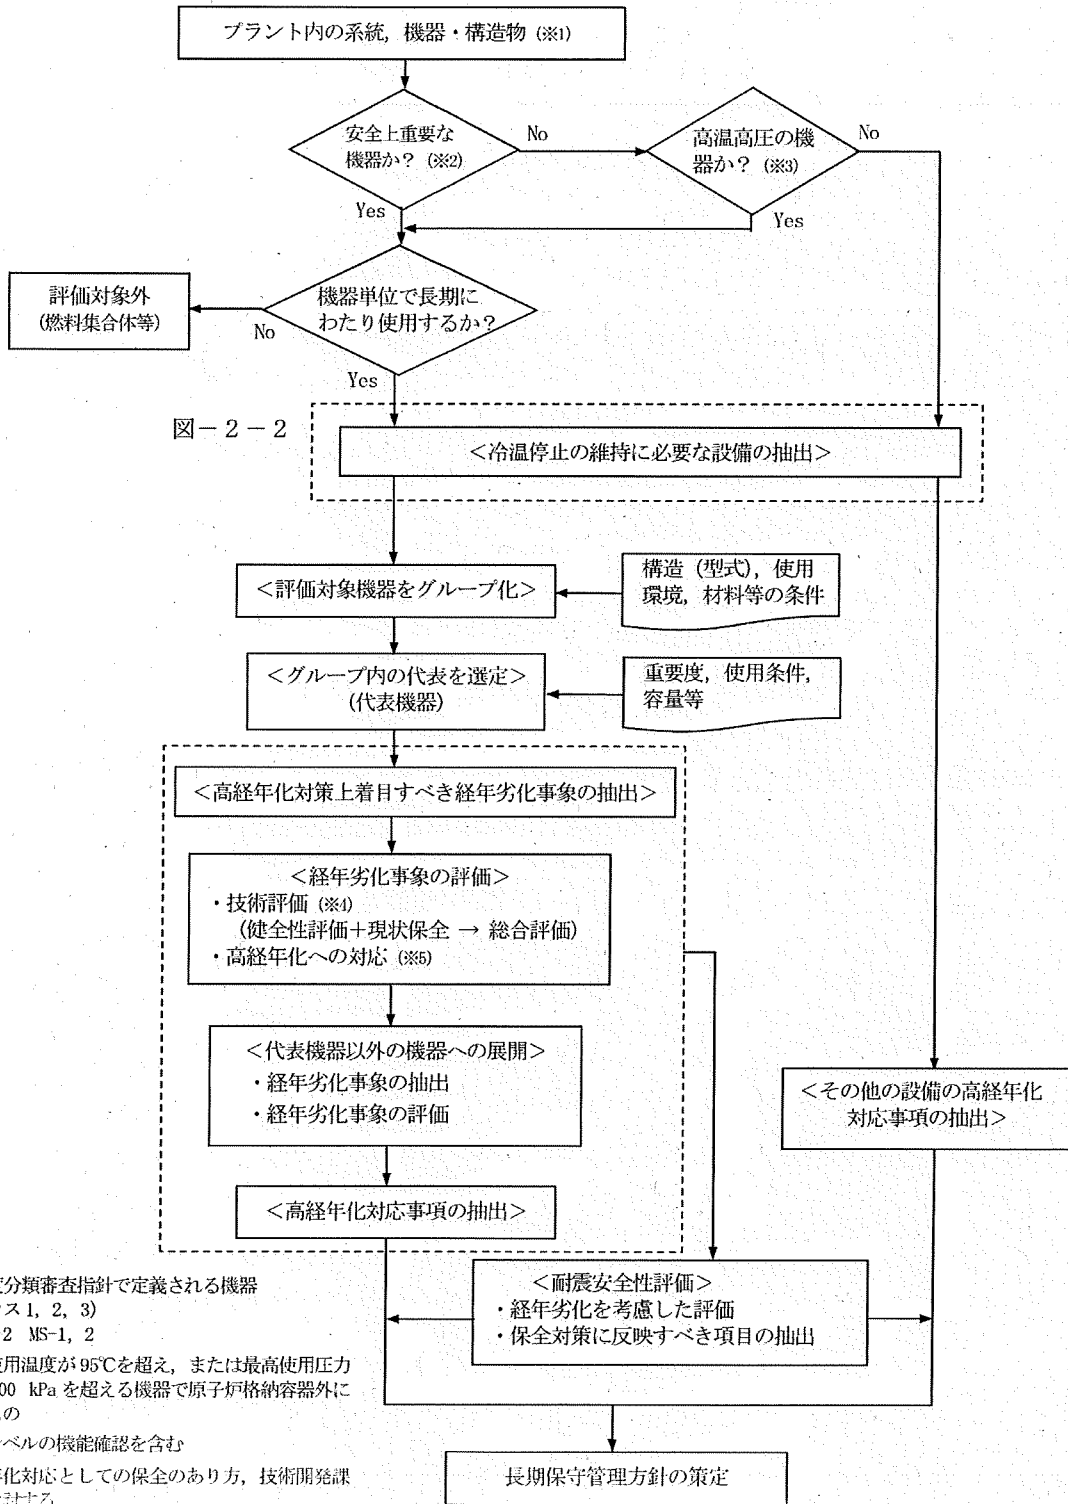 プラント内の系統，機器・構造物 (※1)
安全上重要な
機器か？ (※2)
No
高温高圧の機
器か？ (※3)
No
Yes
Yes
評価対象外
(燃料集合体等)
No
機器単位で長期に
わたり使用するか？
Yes
図－２－２
＜冷温停止の維持に必要な設備の抽出＞
＜評価対象機器をグループ化＞
構造（型式），使用
環境，材料等の条件
＜グループ内の代表を選定＞
(代表機器)
重要度，使用条件，
容量等
＜高経年化対策上着目すべき経年劣化事象の抽出＞
＜経年劣化事象の評価＞
・技術評価 (※4)
(健全性評価＋現状保全 → 総合評価)
・高経年化への対応 (※5)
＜代表機器以外の機器への展開＞
・経年劣化事象の抽出
・経年劣化事象の評価
＜その他の設備の高経年化
対応事項の抽出＞
＜高経年化対応事項の抽出＞
＜耐震安全性評価＞
・経年劣化を考慮した評価
・保全対策に反映すべき項目の抽出
度分類審査指針で定義される機器
ス 1, 2, 3)
2 MS-1, 2
使用温度が 95℃を超え，または最高使用圧力
00 kPa を超える機器で原子炉格納容器外に
の
ベルの機能確認を含む
年化対応としての保全のあり方，技術開発課
長期保守管理方針の策定